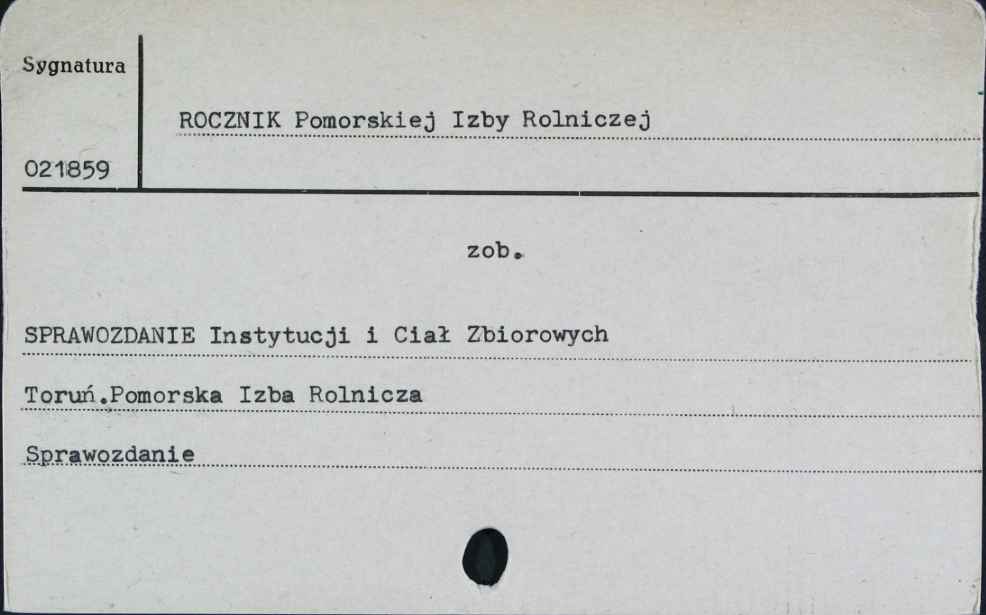 Sygnatura
ROCZNIK Pomorskiej Izby Rolniczej
021859
zob.
SPRAWOZDANIE Instytucji i Ciał Zbiorowych
Toruń.Pomorska Izba Rolnicza
Sprawozdanie